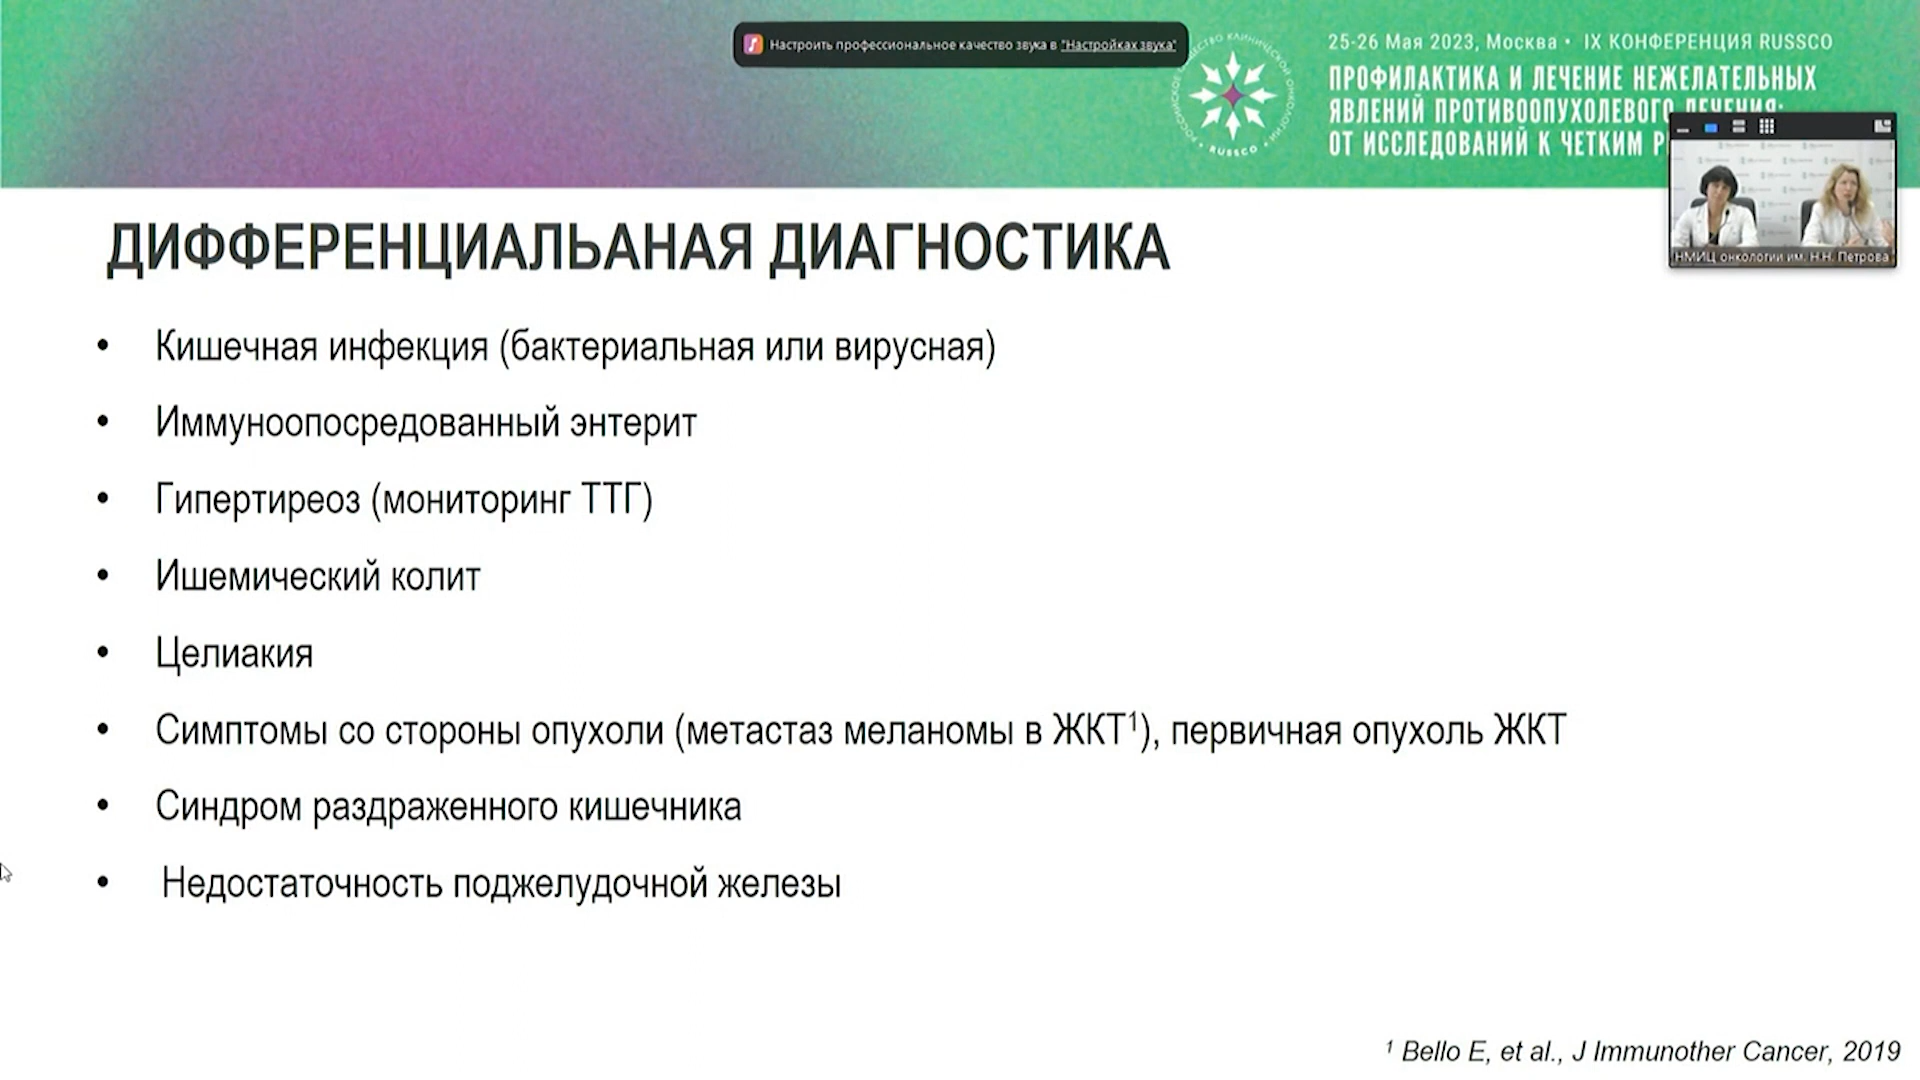 Настроить профессиональное качество звука в "Настройках звука"
25-26 Мая 2023, Москва • IX КОНФЕРЕНЦИЯ RUSSCO
ПРОФИЛАКТИКА И ЛЕЧЕНИЕ НЕЖЕЛАТЕЛЬНЫХ
ЯВЛЕНИЙ ПРОТИВООПУХОЛЕВОГО ЛЕЧЕНИЯ:
ОТ ИССЛЕДОВАНИЙ К ЧЕТКИМ
RUSSCO
НМИЦ онкологии им. Н.Н. Петрова
ДИФФЕРЕНЦИАЛЬАНАЯ ДИАГНОСТИКА
• Кишечная инфекция (бактериальная или вирусная)
• Иммуноопосредованный энтерит
• Гипертиреоз (мониторинг ТТГ)
• Ишемический колит
• Целиакия
• Симптомы со стороны опухоли (метастаз меланомы в ЖКТ¹), первичная опухоль ЖКТ
• Синдром раздраженного кишечника
• Недостаточность поджелудочной железы
¹ Bello E, et al., J Immunother Cancer, 2019